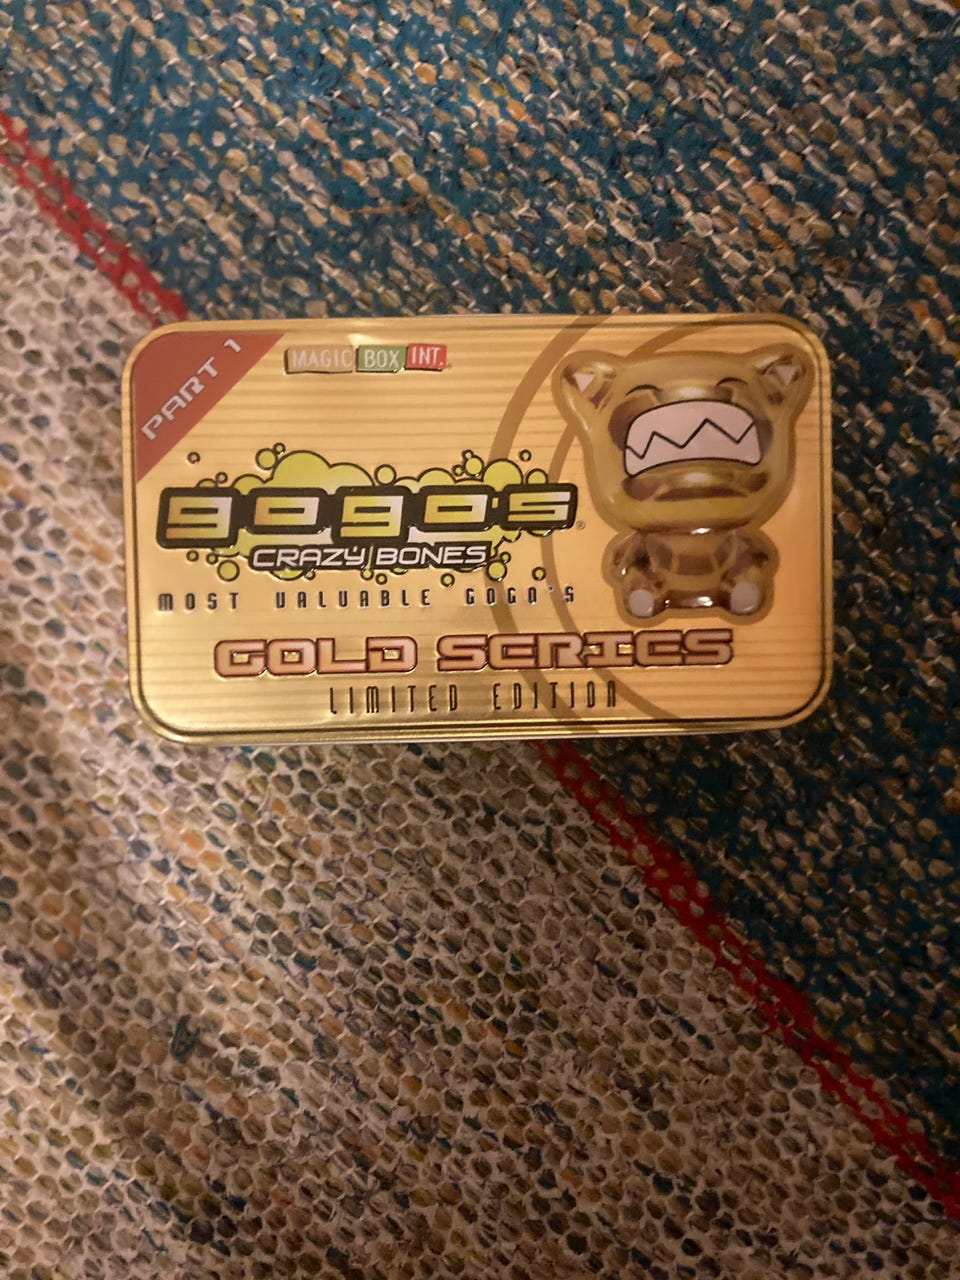 PART 1
MAGIC BOX INT.
gogo's®
CRAZY BONES
MOST VALUABLE GOGO'S
GOLD SERIES
LIMITED EDITION